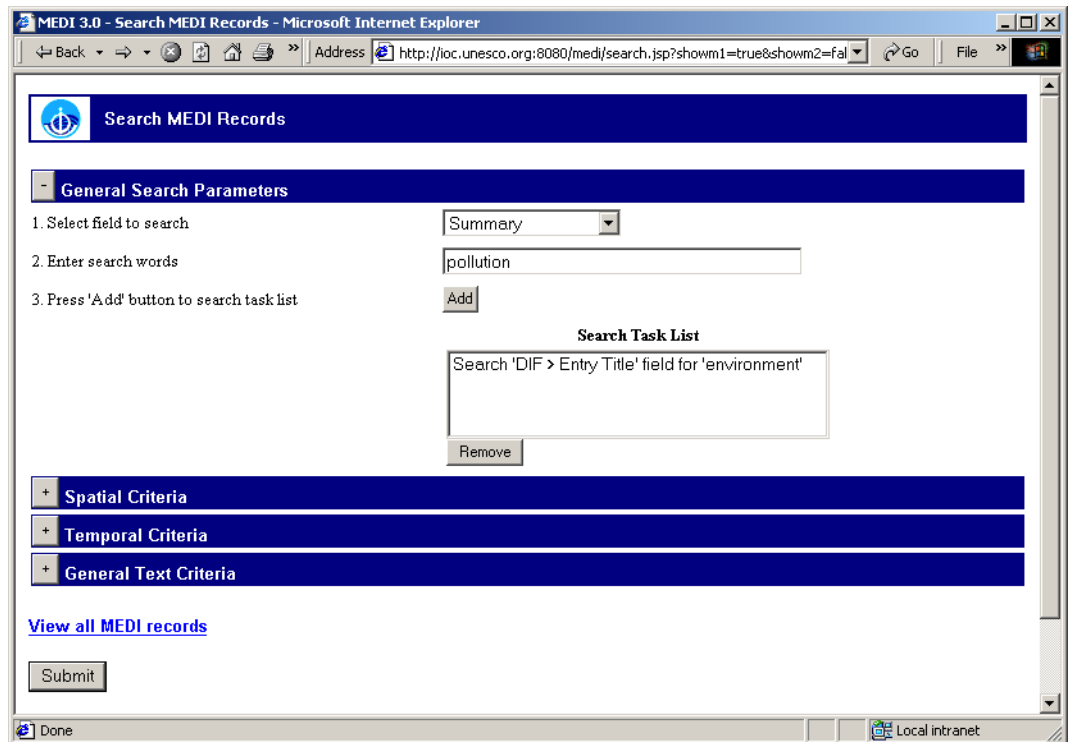 MEDI 3.0 - Search MEDI Records - Microsoft Internet Explorer
Back Address http://ioc.unesco.org:8080/medi/search.jsp?showm1=true&showm2=fal Go File »
Search MEDI Records
- General Search Parameters
1. Select field to search Summary
2. Enter search words pollution
3. Press 'Add' button to search task list Add
Search Task List
Search 'DIF > Entry Title' field for 'environment'
Remove
+ Spatial Criteria
+ Temporal Criteria
+ General Text Criteria
View all MEDI records
Submit
Done Local intranet